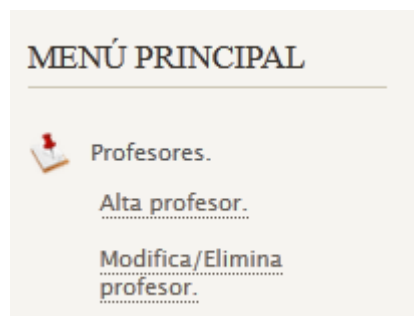 MENÚ PRINCIPAL
Profesores.
Alta profesor.
Modifica/Elimina
profesor.